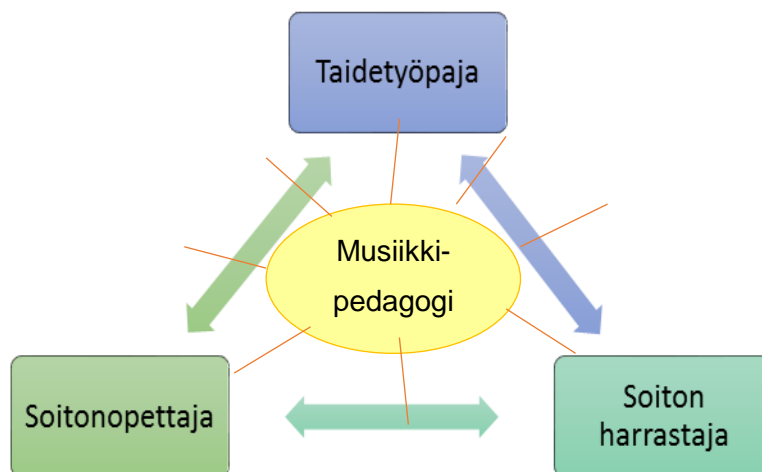 Taidetyöpaja
Musiikki-
pedagogi
Soitonopettaja
Soiton
harrastaja